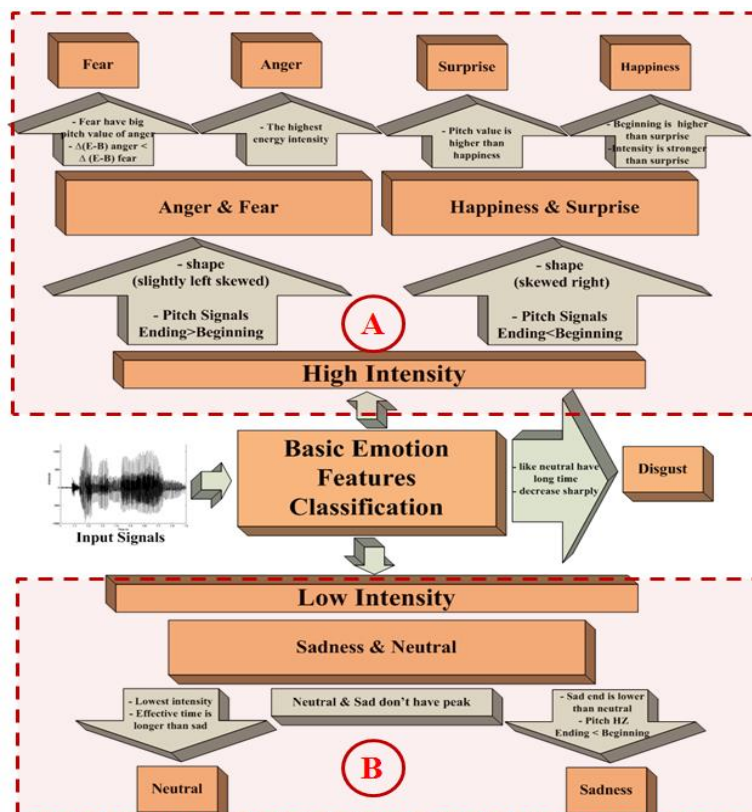 Fear
Anger
Surprise
Happiness
- Fear have big
pitch value of anger
- Δ(E-B) anger <
Δ (E-B) fear
- The highest
energy intensity
- Pitch value is
higher than
happiness
- Beginning is higher
than surprise
-Intensity is stronger
than surprise
Anger & Fear
Happiness & Surprise
- shape
(slightly left skewed)
- Pitch Signals
Ending>Beginning
- shape
(skewed right)
- Pitch Signals
Ending<Beginning
A
High Intensity
Basic Emotion
Features
Classification
- like neutral have
long time
- decrease sharply
Disgust
Input Signals
Low Intensity
Sadness & Neutral
- Lowest intensity
- Effective time is
longer than sad
Neutral & Sad don't have peak
- Sad end is lower
than neutral
- Pitch HZ
Ending < Beginning
B
Neutral
Sadness